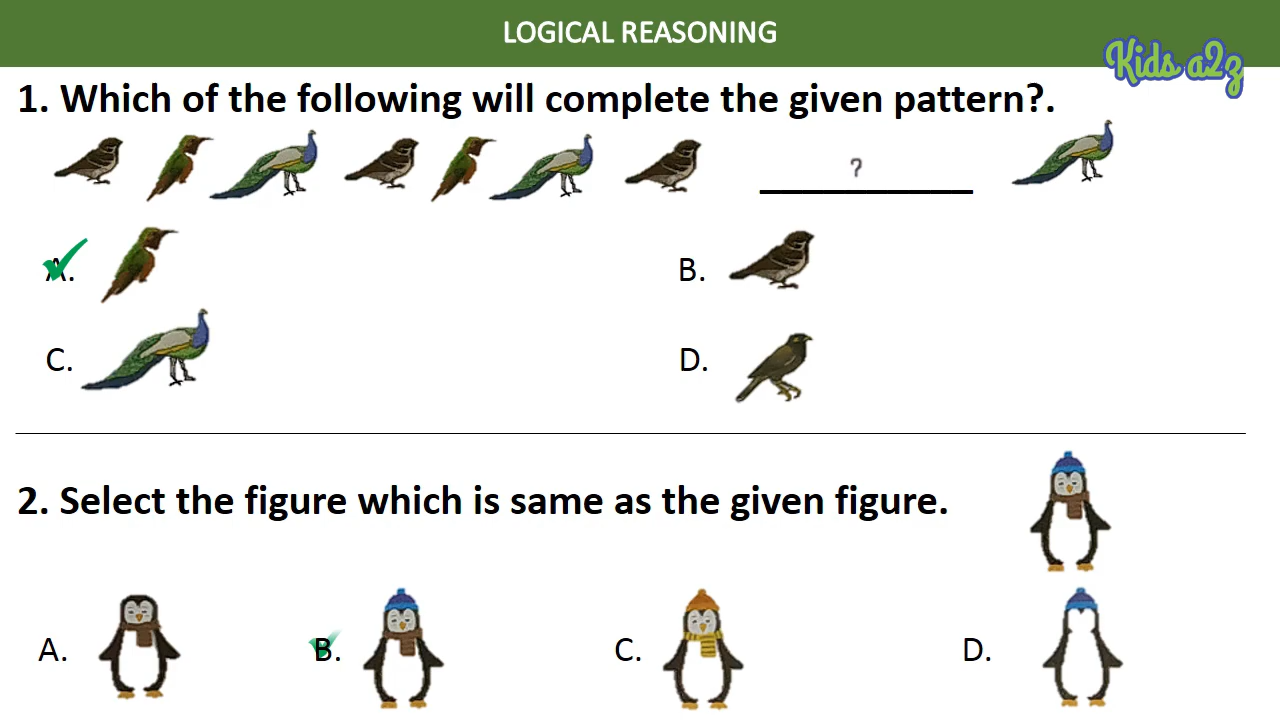 LOGICAL REASONING
Kids a2z
1. Which of the following will complete the given pattern?.
?
A.
B.
C.
D.
2. Select the figure which is same as the given figure.
A.
B.
C.
D.